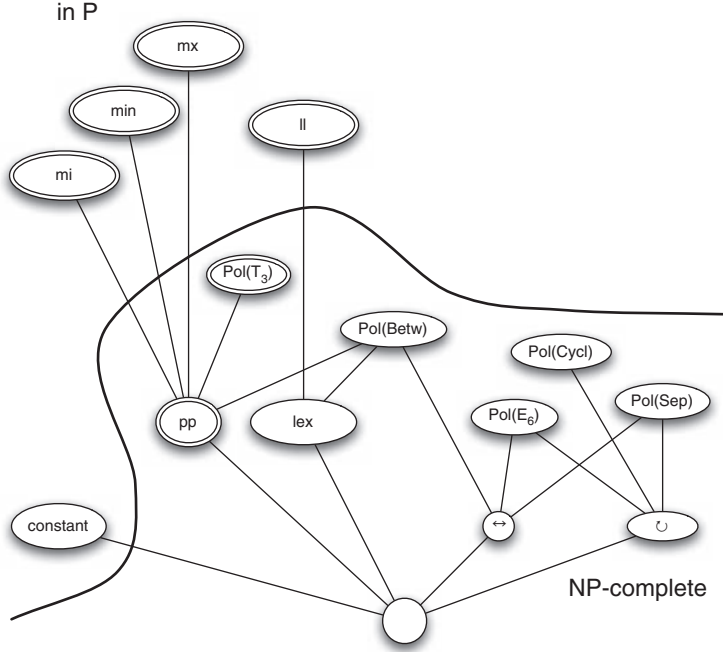 in P
mx
min
ll
mi
Pol(T₃)
Pol(Betw)
Pol(Cycl)
Pol(Sep)
Pol(E₆)
pp
lex
constant
↔
↻
NP-complete